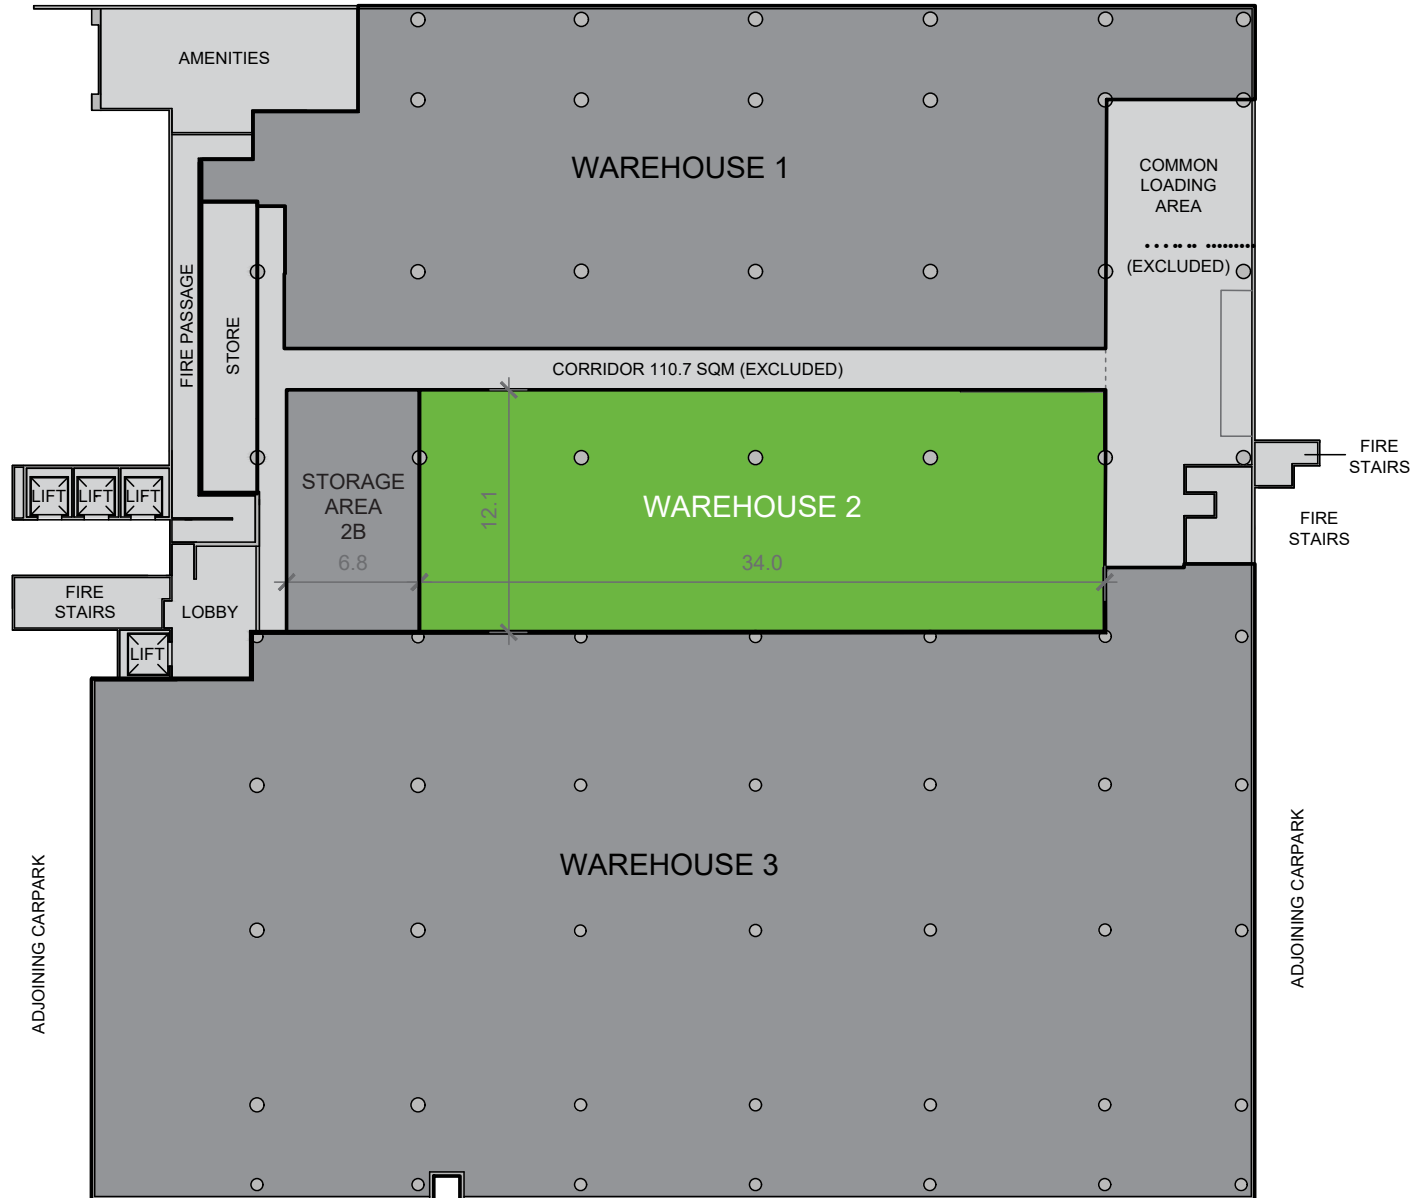 AMENITIES
WAREHOUSE 1
COMMON
LOADING
AREA
(EXCLUDED)
FIRE PASSAGE
STORE
CORRIDOR 110.7 SQM (EXCLUDED)
FIRE
STAIRS
STORAGE
AREA
2B
6.8
12.1
WAREHOUSE 2
34.0
LIFT
LIFT
LIFT
FIRE
STAIRS
FIRE
STAIRS
LOBBY
LIFT
WAREHOUSE 3
ADJOINING CARPARK
ADJOINING CARPARK